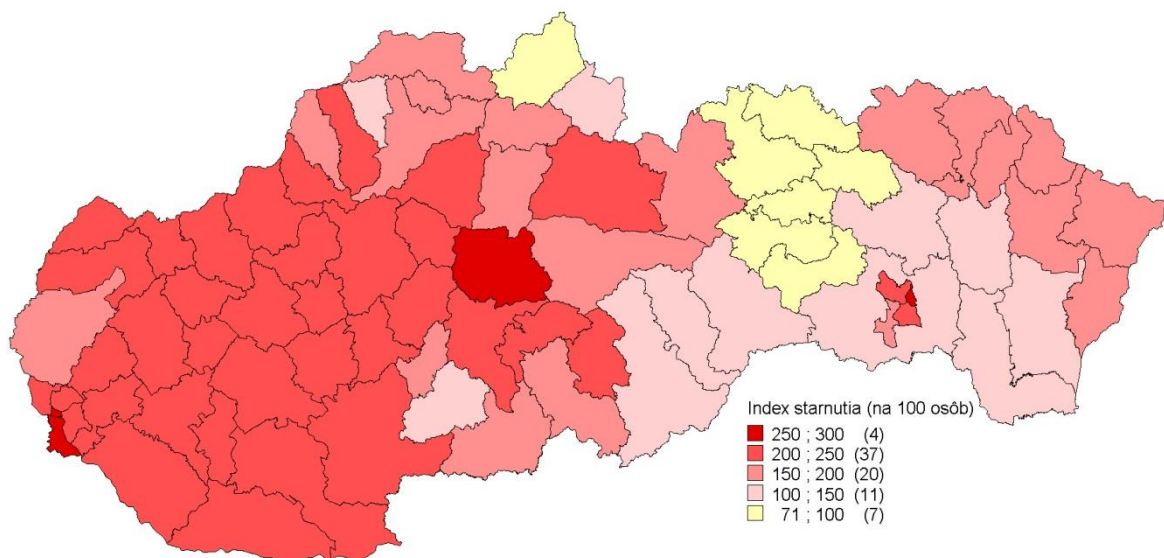 Index starnutia (na 100 osôb)
250 ; 300 (4)
200 ; 250 (37)
150 ; 200 (20)
100 ; 150 (11)
71 ; 100 (7)